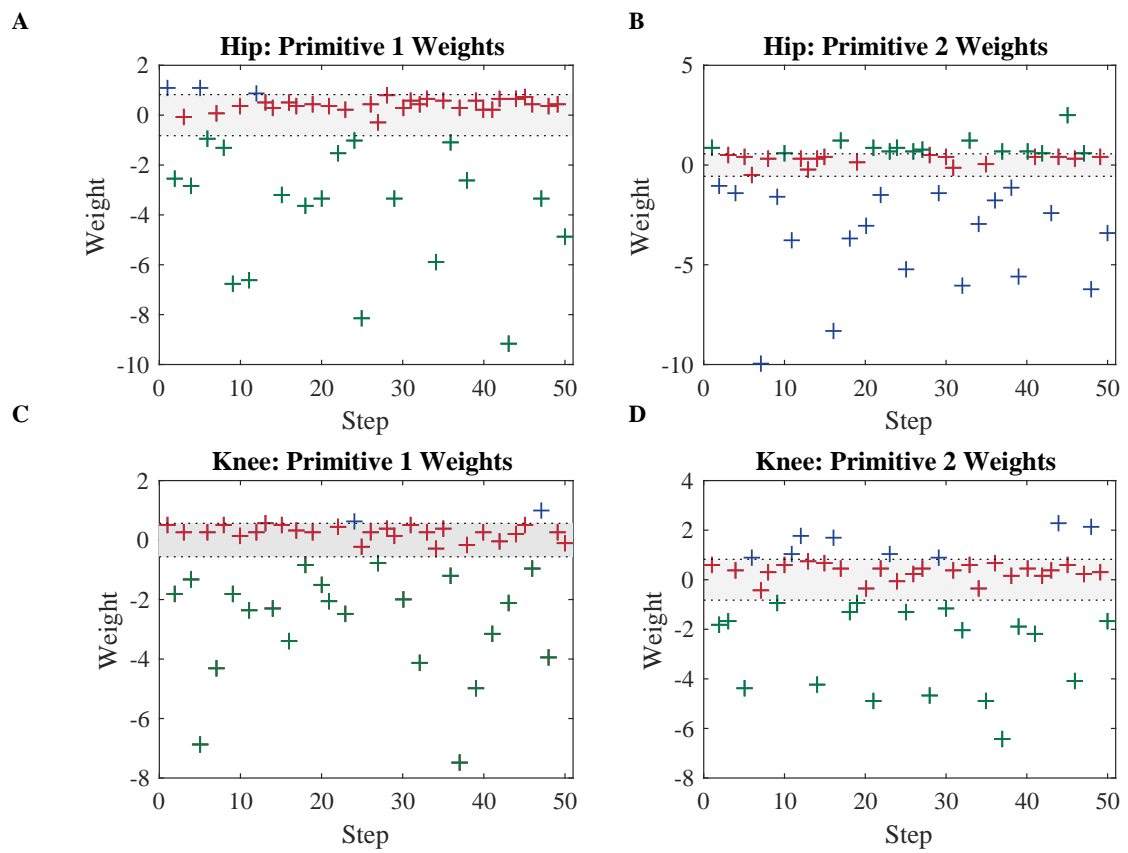 A
Hip: Primitive 1 Weights
Weight
2
0
-2
-4
-6
-8
-10
0 10 20 30 40 50
Step
B
Hip: Primitive 2 Weights
Weight
5
0
-5
-10
0 10 20 30 40 50
Step
C
Knee: Primitive 1 Weights
Weight
2
0
-2
-4
-6
-8
0 10 20 30 40 50
Step
D
Knee: Primitive 2 Weights
Weight
4
2
0
-2
-4
-6
-8
0 10 20 30 40 50
Step